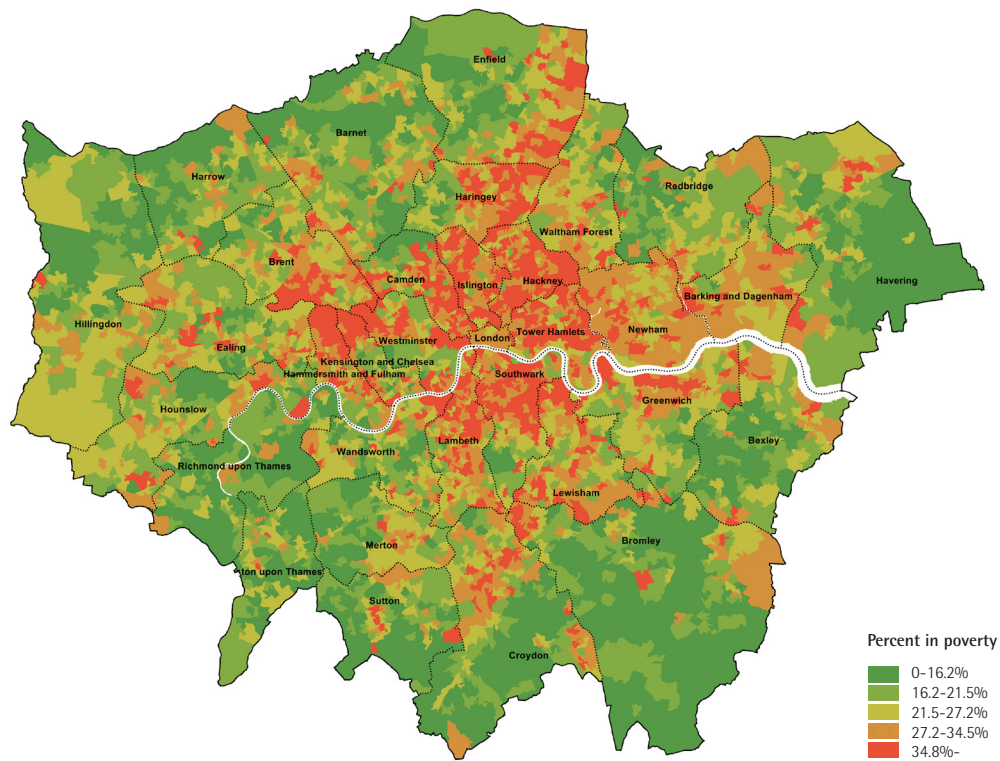 Enfield
Barnet
Harrow
Redbridge
Haringey
Waltham Forest
Brent
Camden
Islington
Hackney
Havering
Barking and Dagenham
Hillingdon
Ealing
Westminster
London
Tower Hamlets
Newham
Kensington and Chelsea
Hammersmith and Fulham
Southwark
Greenwich
Hounslow
Bexley
Lambeth
Wandsworth
Richmond upon Thames
Lewisham
Bromley
Merton
ton upon Thames
Sutton
Croydon
Percent in poverty
0-16.2%
16.2-21.5%
21.5-27.2%
27.2-34.5%
34.8%-